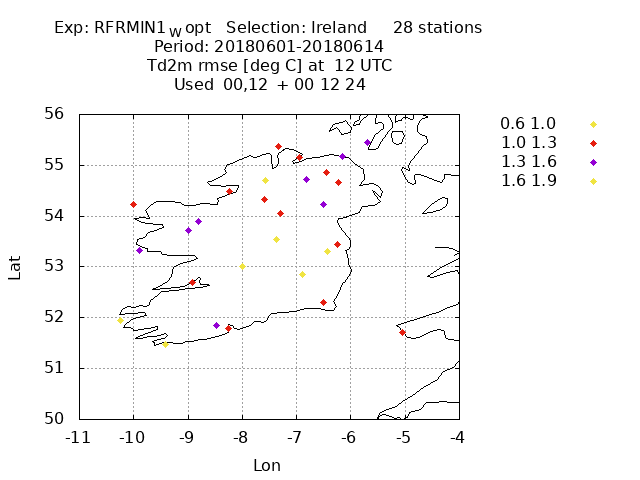 Exp: RFRMIN1_W opt Selection: Ireland 28 stations
Period: 20180601-20180614
Td2m rmse [deg C] at 12 UTC
Used 00,12 + 00 12 24
0.6 1.0
1.0 1.3
1.3 1.6
1.6 1.9
56
55
54
53
52
51
50
Lat
-11 -10 -9 -8 -7 -6 -5 -4
Lon